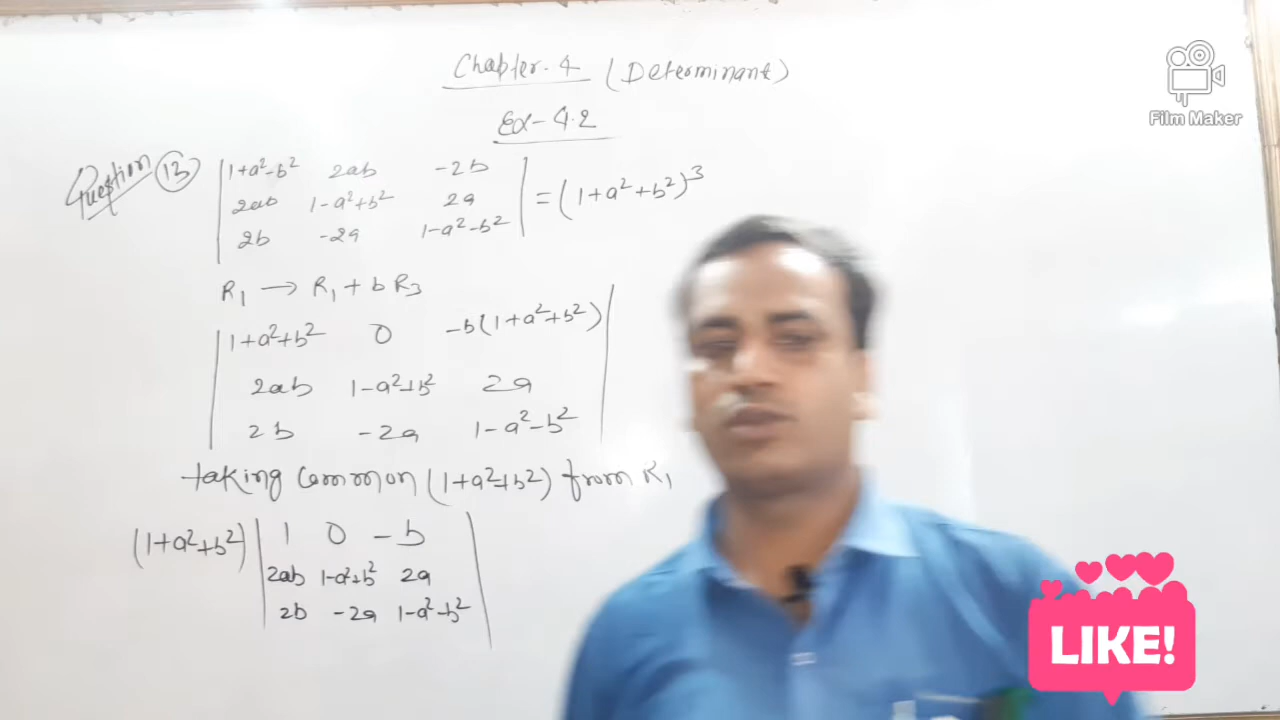 Chapter-4 (Determinant)
Ex-4.2
Question 13 | 1+a²-b² 2ab -2b |
| 2ab 1-a²+b² 2a | = (1+a²+b²)³
| 2b -2a 1-a²-b² |
R₁ → R₁ + bR₃
| 1+a²+b² 0 -b(1+a²+b²) |
| 2ab 1-a²+b² 2a |
| 2b -2a 1-a²-b² |
taking common (1+a²+b²) from R₁
(1+a²+b²) | 1 0 -b |
| 2ab 1-a²+b² 2a |
| 2b -2a 1-a²-b² |
Film Maker
LIKE!